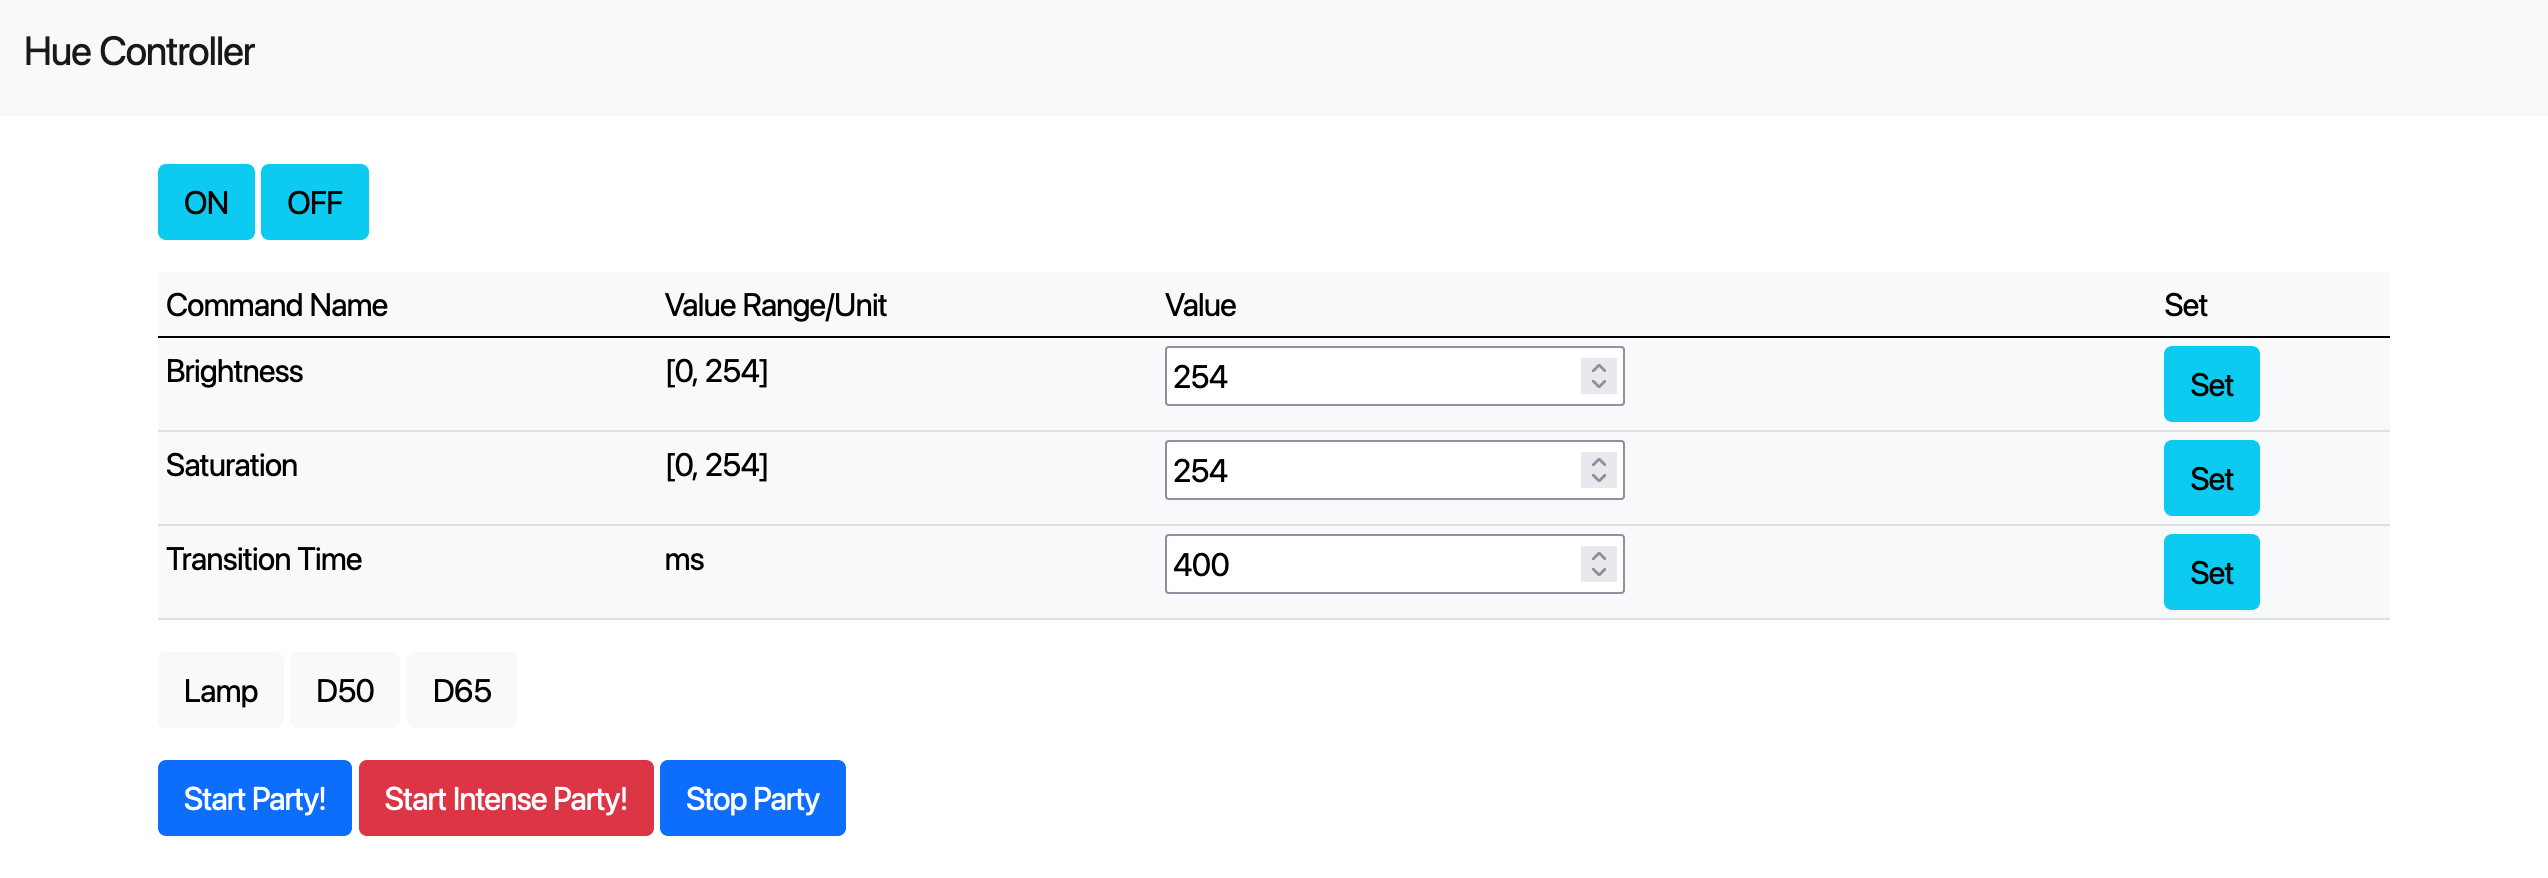 Hue Controller
ON OFF
Command Name Value Range/Unit Value Set
Brightness [0, 254] 254 Set
Saturation [0, 254] 254 Set
Transition Time ms 400 Set
Lamp D50 D65
Start Party! Start Intense Party! Stop Party